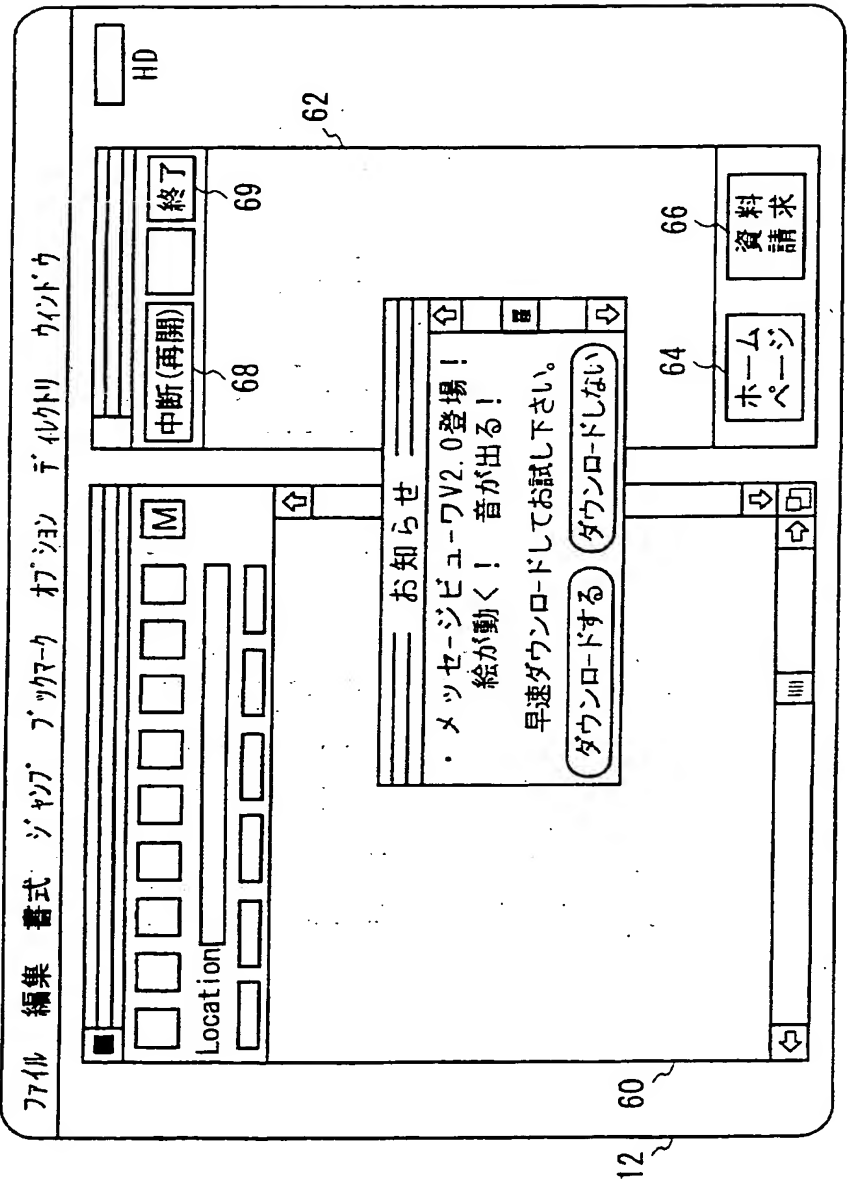 ファイル 編集 書式 ジャンプ ブックマーク オプション ディレクトリ ウィンドウ
HD
M
Location
中断(再開)
終了
68
69
62
お知らせ
・メッセージビューワV2.0登場!
絵が動く! 音が出る!
早速ダウンロードしてお試し下さい。
ダウンロードする
ダウンロードしない
64
66
ホーム
ページ
資料
請求
60
12